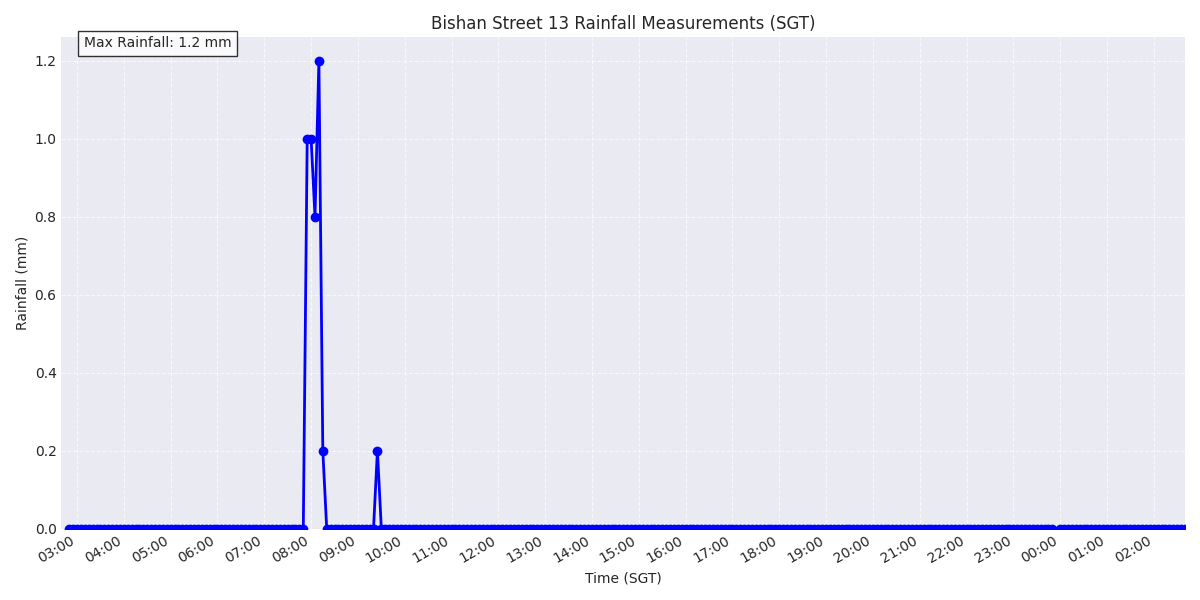 Bishan Street 13 Rainfall Measurements (SGT)
Max Rainfall: 1.2 mm
1.2
1.0
0.8
0.6
0.4
0.2
0.0
Rainfall (mm)
03:00 04:00 05:00 06:00 07:00 08:00 09:00 10:00 11:00 12:00 13:00 14:00 15:00 16:00 17:00 18:00 19:00 20:00 21:00 22:00 23:00 00:00 01:00 02:00
Time (SGT)